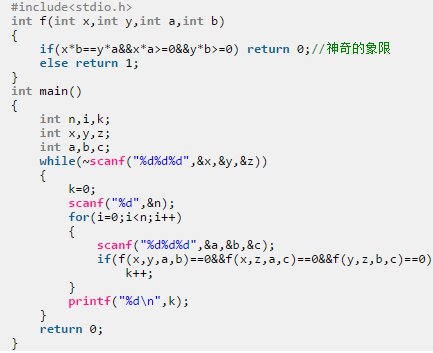 #include<stdio.h>
int f(int x,int y,int a,int b)
{
    if(x*b==y*a&&x*a>=0&&y*b>=0) return 0;//神奇的象限
    else return 1;
}
int main()
{
    int n,i,k;
    int x,y,z;
    int a,b,c;
    while(~scanf("%d%d%d",&x,&y,&z))
    {
        k=0;
        scanf("%d",&n);
        for(i=0;i<n;i++)
        {
            scanf("%d%d%d",&a,&b,&c);
            if(f(x,y,a,b)==0&&f(x,z,a,c)==0&&f(y,z,b,c)==0)
                k++;
        }
        printf("%d\n",k);
    }
    return 0;
}